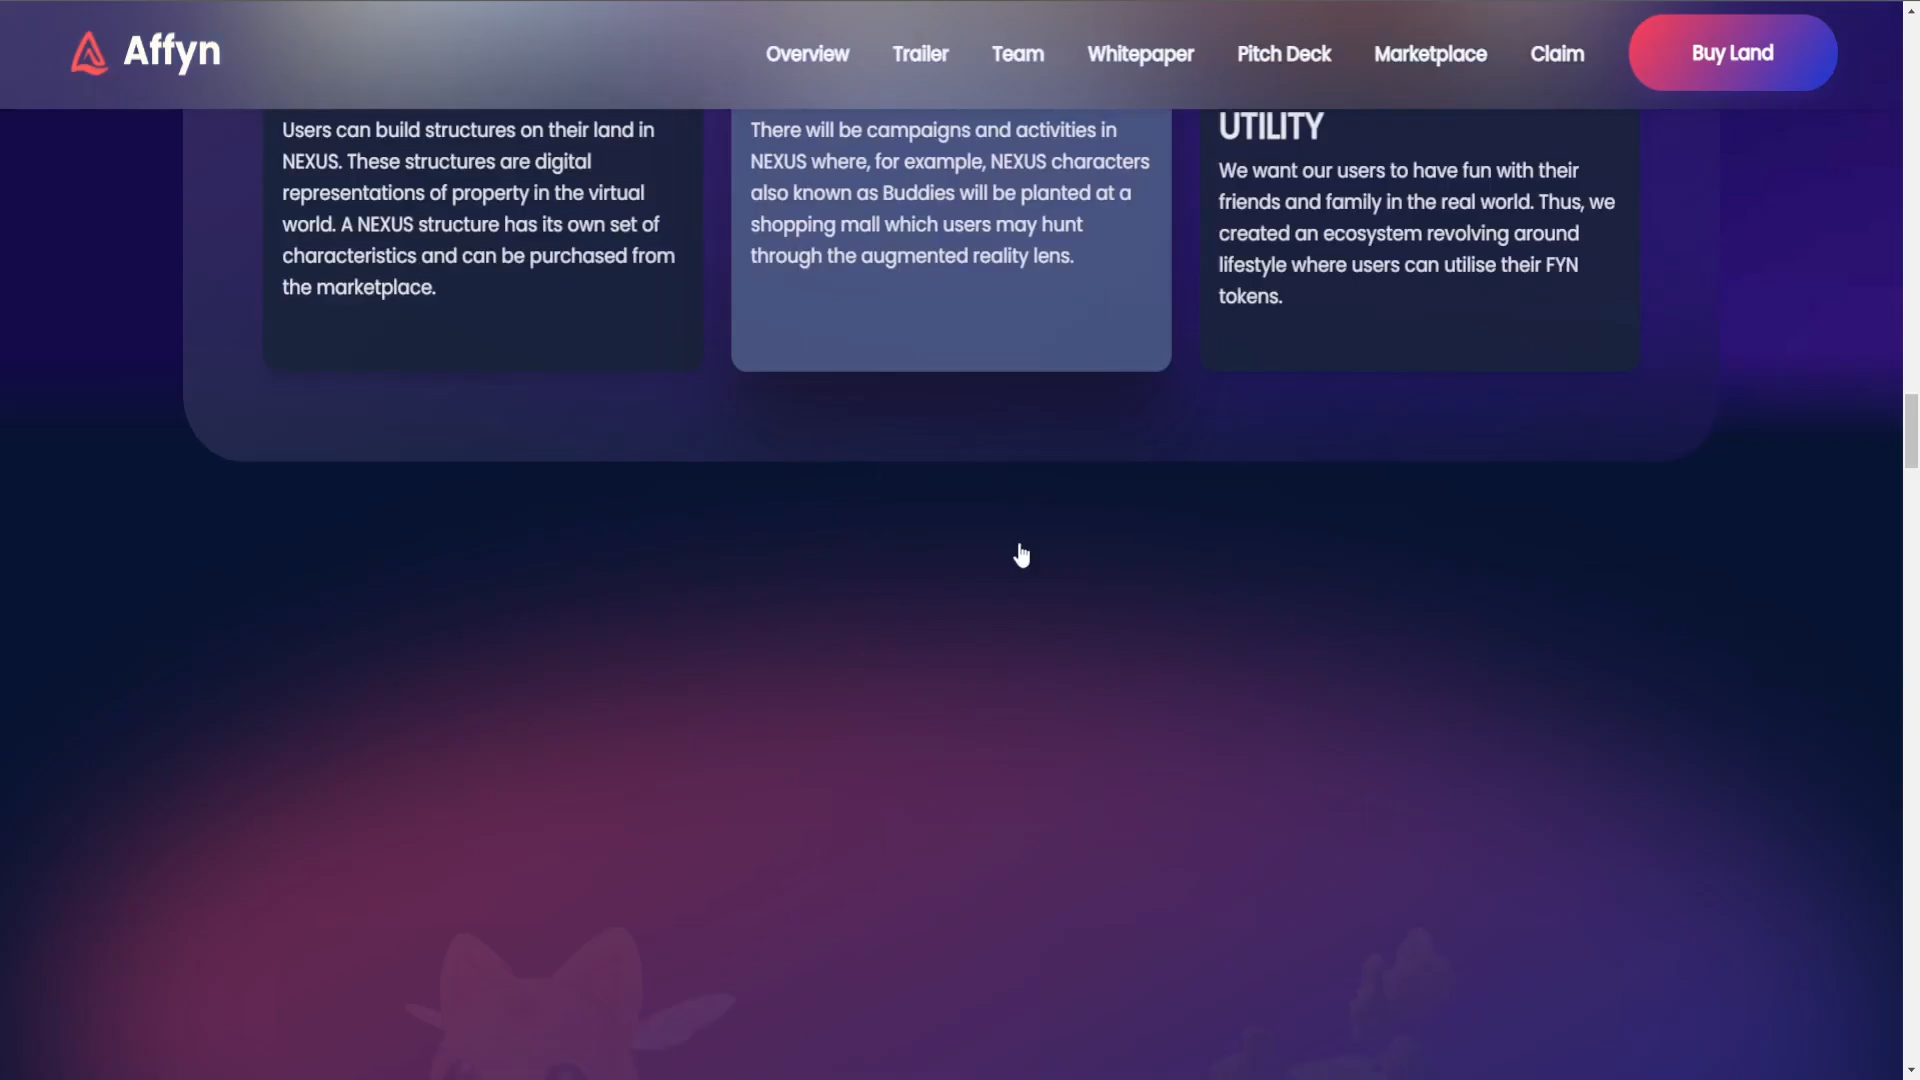 Affyn
Overview
Trailer
Team
Whitepaper
Pitch Deck
Marketplace
Claim
Buy Land
Users can build structures on their land in
NEXUS. These structures are digital
representations of property in the virtual
world. A NEXUS structure has its own set of
characteristics and can be purchased from
the marketplace.
There will be campaigns and activities in
NEXUS where, for example, NEXUS characters
also known as Buddies will be planted at a
shopping mall which users may hunt
through the augmented reality lens.
UTILITY
We want our users to have fun with their
friends and family in the real world. Thus, we
created an ecosystem revolving around
lifestyle where users can utilise their FYN
tokens.